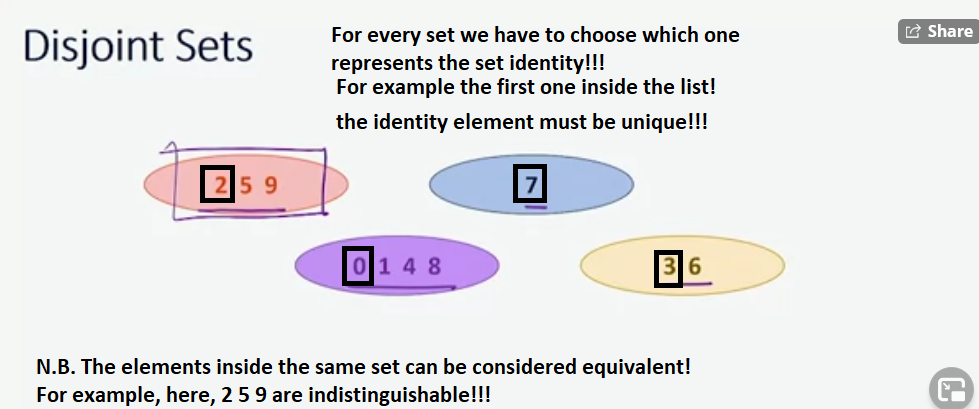 Disjoint Sets
For every set we have to choose which one
represents the set identity!!!
For example the first one inside the list!
the identity element must be unique!!!
Share
2 5 9
7
0 1 4 8
3 6
N.B. The elements inside the same set can be considered equivalent!
For example, here, 2 5 9 are indistinguishable!!!